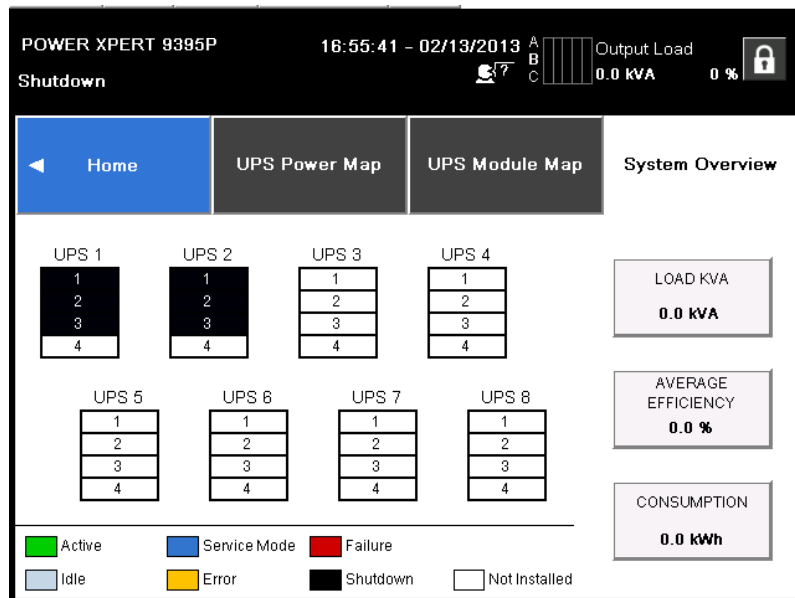 POWER XPERT 9395P
16:55:41 - 02/13/2013
Shutdown
?
A
B
C
Output Load
0.0 kVA 0 %
Home
UPS Power Map
UPS Module Map
System Overview
UPS 1
1
2
3
4
UPS 2
1
2
3
4
UPS 3
1
2
3
4
UPS 4
1
2
3
4
UPS 5
1
2
3
4
UPS 6
1
2
3
4
UPS 7
1
2
3
4
UPS 8
1
2
3
4
LOAD KVA
0.0 kVA
AVERAGE
EFFICIENCY
0.0 %
CONSUMPTION
0.0 kWh
Active
Service Mode
Failure
Idle
Error
Shutdown
Not Installed